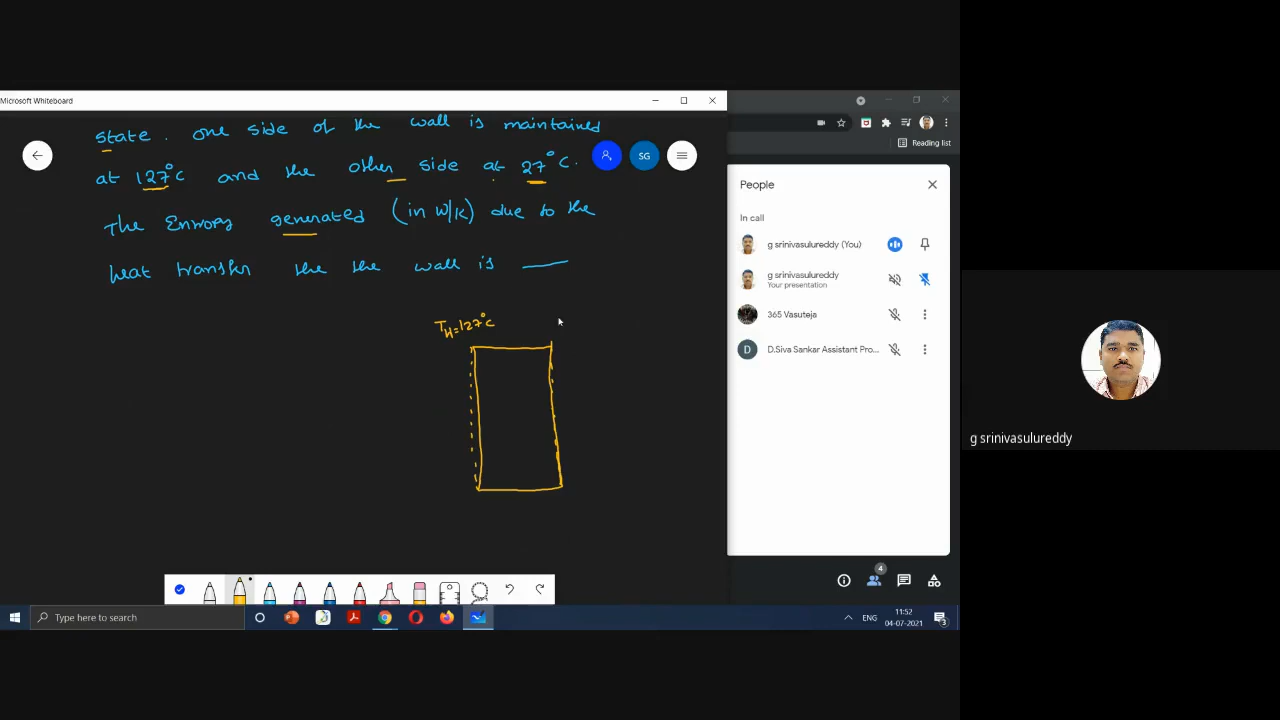 Microsoft Whiteboard
state. one side of the wall is maintained
at 127°C and the other side at 27°C.
The Entropy generated (in W/K) due to the
heat transfer the the wall is ___
T_H=127°C
SG
Reading list
People
In call
g srinivasulureddy (You)
g srinivasulureddy
Your presentation
365 Vasuteja
D
D.Siva Sankar Assistant Pro...
4
g srinivasulureddy
Type here to search
ENG
11:52
04-07-2021
3